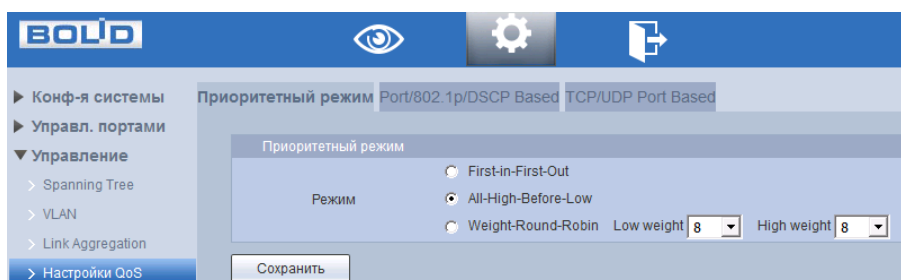 BOLID
Конф-я системы
Управл. портами
Управление
Spanning Tree
VLAN
Link Aggregation
Настройки QoS
Приоритетный режим Port/802.1p/DSCP Based TCP/UDP Port Based
Приоритетный режим
Режим
First-in-First-Out
All-High-Before-Low
Weight-Round-Robin Low weight 8 High weight 8
Сохранить